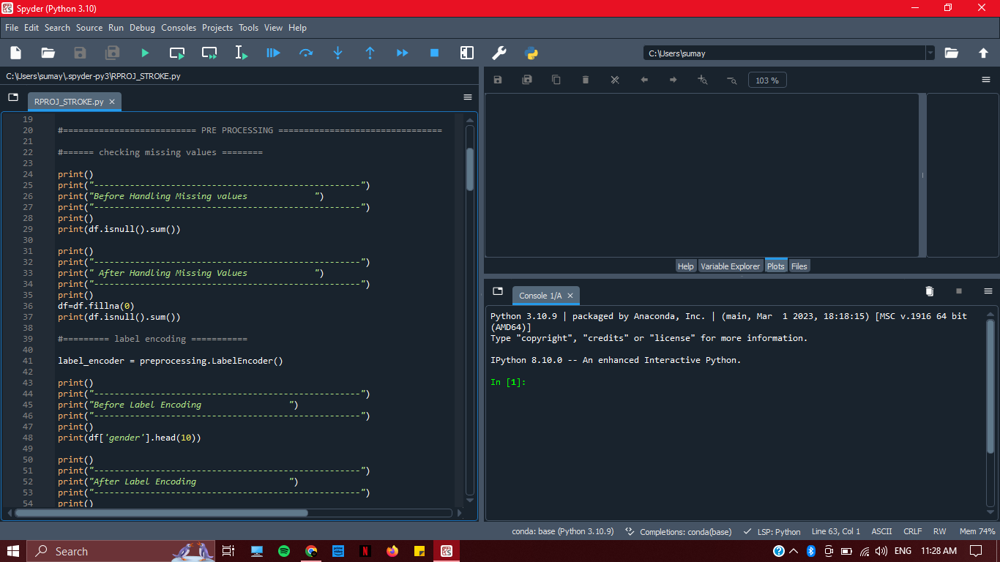 Spyder (Python 3.10)
File Edit Search Source Run Debug Consoles Projects Tools View Help
C:\Users\sumay
C:\Users\sumay\.spyder-py3\RPROJ_STROKE.py
RPROJ_STROKE.py
19
20 #========================== PRE PROCESSING ================================
21
22 #====== checking missing values ========
23
24 print()
25 print("----------------------------------------------------")
26 print("Before Handling Missing values             ")
27 print("----------------------------------------------------")
28 print()
29 print(df.isnull().sum())
30
31 print()
32 print("----------------------------------------------------")
33 print(" After Handling Missing Values             ")
34 print("----------------------------------------------------")
35 print()
36 df=df.fillna(0)
37 print(df.isnull().sum())
38
39 #========= label encoding ===========
40
41 label_encoder = preprocessing.LabelEncoder()
42
43 print()
44 print("----------------------------------------------------")
45 print("Before Label Encoding                 ")
46 print("----------------------------------------------------")
47 print()
48 print(df['gender'].head(10))
49
50 print()
51 print("----------------------------------------------------")
52 print("After Label Encoding                  ")
53 print("----------------------------------------------------")
54 print()
103 %
Help Variable Explorer Plots Files
Console 1/A
Python 3.10.9 | packaged by Anaconda, Inc. | (main, Mar  1 2023, 18:18:15) [MSC v.1916 64 bit
(AMD64)]
Type "copyright", "credits" or "license" for more information.
IPython 8.10.0 -- An enhanced Interactive Python.
In [1]:
conda: base (Python 3.10.9) Completions: conda(base) LSP: Python Line 63, Col 1 ASCII CRLF RW Mem 74%
Search
ENG 11:28 AM